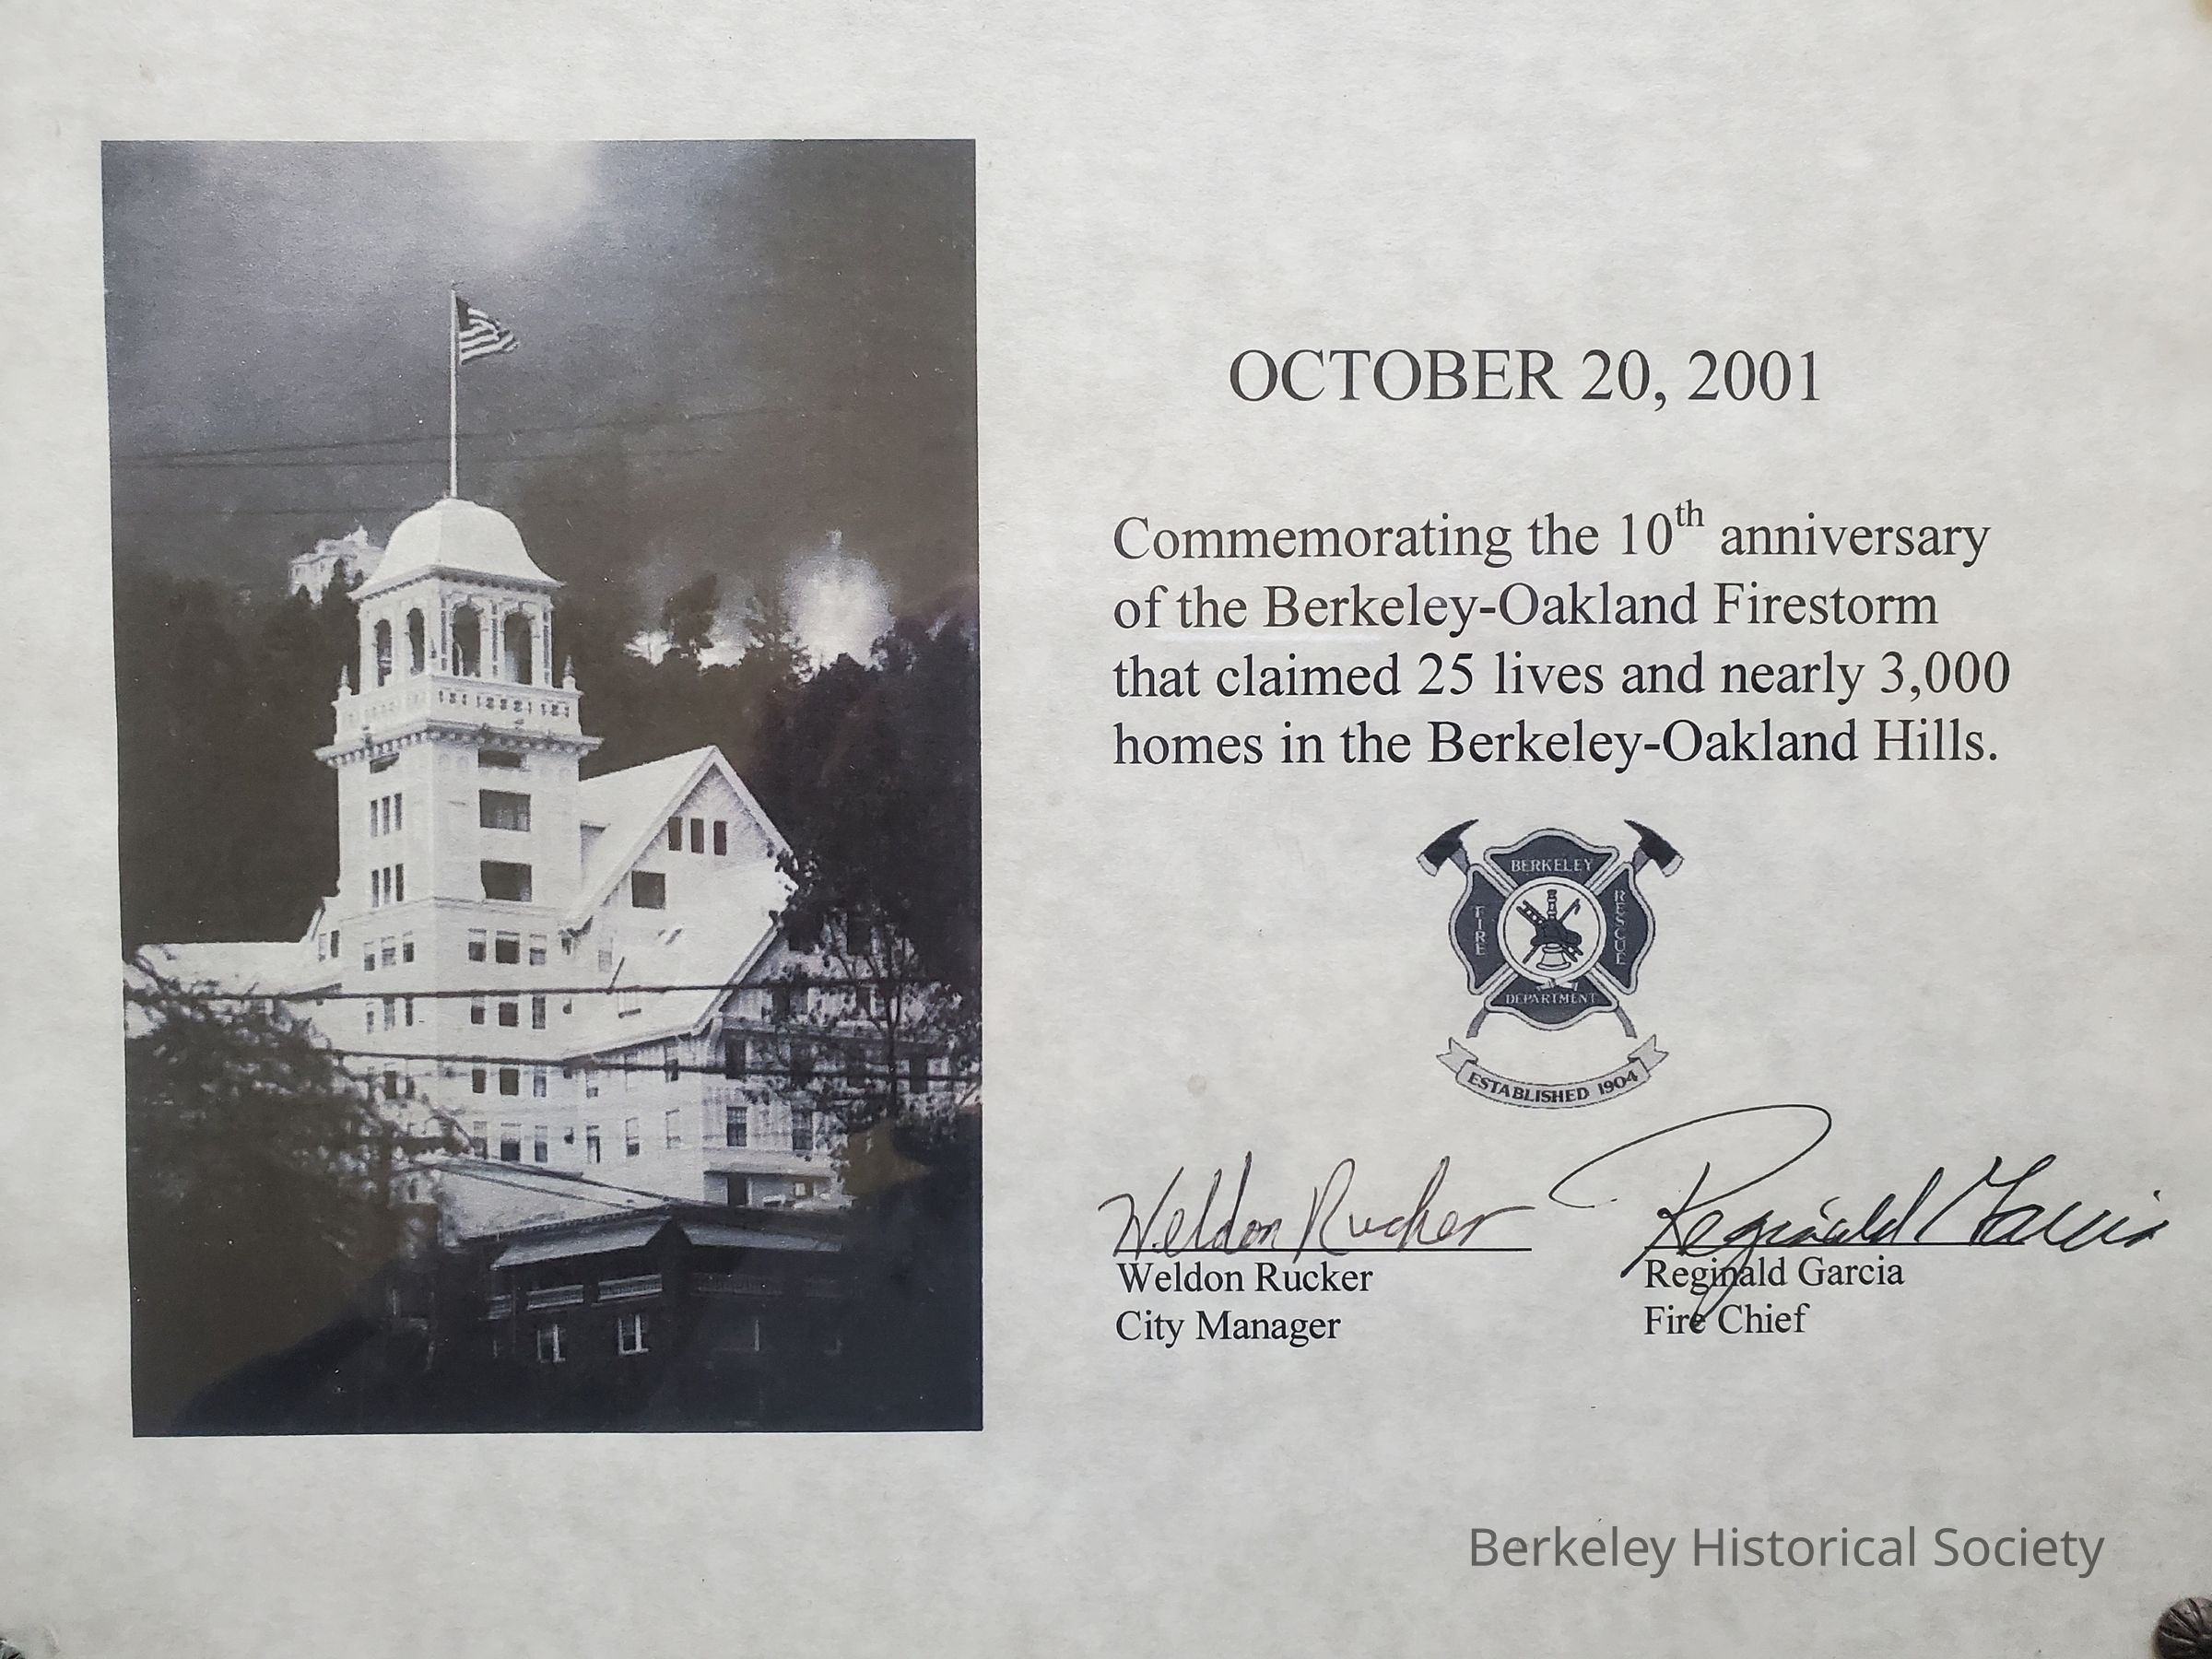 OCTOBER 20, 2001
Commemorating the 10th anniversary
of the Berkeley-Oakland Firestorm
that claimed 25 lives and nearly 3,000
homes in the Berkeley-Oakland Hills.
BERKELEY
FIRE
RESCUE
DEPARTMENT
ESTABLISHED 1904
Weldon Rucker
Reginald Garcia
Weldon Rucker
Reginald Garcia
City Manager
Fire Chief
Berkeley Historical Society